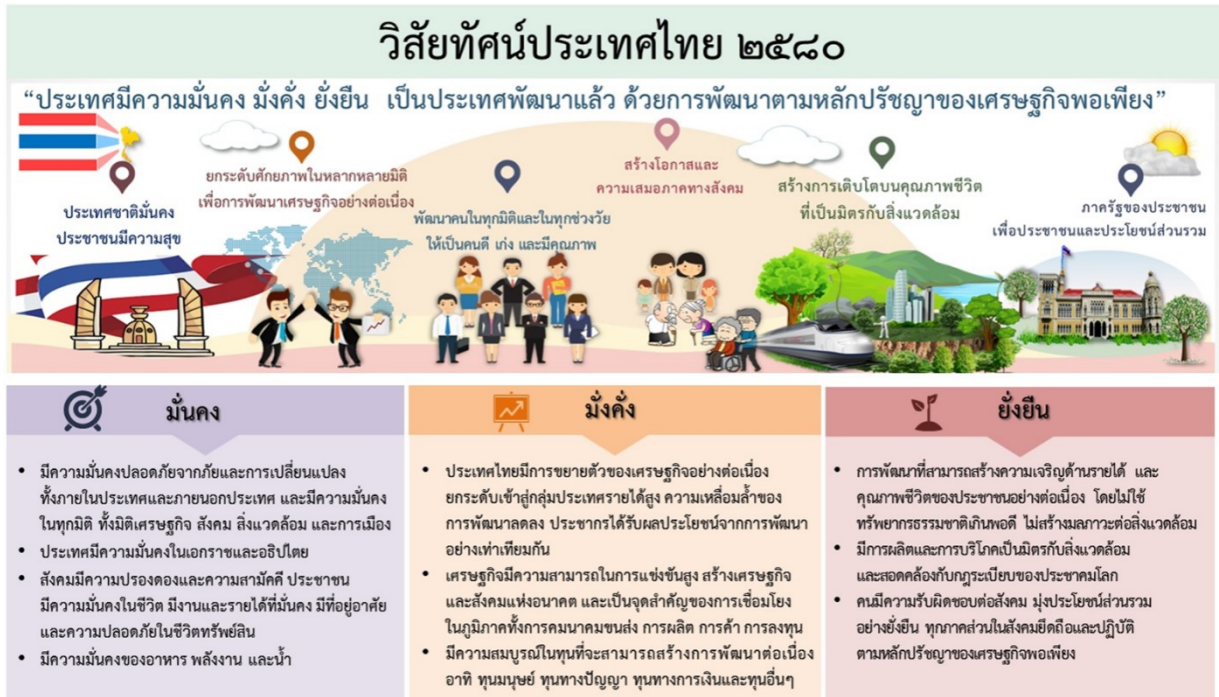 วิสัยทัศน์ประเทศไทย ๒๕๘๐
“ประเทศมีความมั่นคง มั่งคั่ง ยั่งยืน เป็นประเทศพัฒนาแล้ว ด้วยการพัฒนาตามหลักปรัชญาของเศรษฐกิจพอเพียง”
ประเทศชาติมั่นคง
ประชาชนมีความสุข
ยกระดับศักยภาพในหลากหลายมิติ
เพื่อการพัฒนาเศรษฐกิจอย่างต่อเนื่อง
พัฒนาคนในทุกมิติและในทุกช่วงวัย
ให้เป็นคนดี เก่ง และมีคุณภาพ
สร้างโอกาสและ
ความเสมอภาคทางสังคม
สร้างการเติบโตบนคุณภาพชีวิต
ที่เป็นมิตรกับสิ่งแวดล้อม
ภาครัฐของประชาชน
เพื่อประชาชนและประโยชน์ส่วนรวม
มั่นคง
• มีความมั่นคงปลอดภัยจากภัยและการเปลี่ยนแปลง
ทั้งภายในประเทศและภายนอกประเทศ และมีความมั่นคง
ในทุกมิติ ทั้งมิติเศรษฐกิจ สังคม สิ่งแวดล้อม และการเมือง
• ประเทศมีความมั่นคงในเอกราชและอธิปไตย
• สังคมมีความปรองดองและความสามัคคี ประชาชน
มีความมั่นคงในชีวิต มีงานและรายได้ที่มั่นคง มีที่อยู่อาศัย
และความปลอดภัยในชีวิตทรัพย์สิน
• มีความมั่นคงของอาหาร พลังงาน และน้ำ
มั่งคั่ง
• ประเทศไทยมีการขยายตัวของเศรษฐกิจอย่างต่อเนื่อง
ยกระดับเข้าสู่กลุ่มประเทศรายได้สูง ความเหลื่อมล้ำของ
การพัฒนาลดลง ประชากรได้รับผลประโยชน์จากการพัฒนา
อย่างเท่าเทียมกัน
• เศรษฐกิจมีความสามารถในการแข่งขันสูง สร้างเศรษฐกิจ
และสังคมแห่งอนาคต และเป็นจุดสำคัญของการเชื่อมโยง
ในภูมิภาคทั้งการคมนาคมขนส่ง การผลิต การค้า การลงทุน
• มีความสมบูรณ์ในทุนที่จะสามารถสร้างการพัฒนาต่อเนื่อง
อาทิ ทุนมนุษย์ ทุนทางปัญญา ทุนทางการเงินและทุนอื่นๆ
ยั่งยืน
• การพัฒนาที่สามารถสร้างความเจริญด้านรายได้ และ
คุณภาพชีวิตของประชาชนอย่างต่อเนื่อง โดยไม่ใช้
ทรัพยากรธรรมชาติเกินพอดี ไม่สร้างมลภาวะต่อสิ่งแวดล้อม
• มีการผลิตและการบริโภคเป็นมิตรกับสิ่งแวดล้อม
และสอดคล้องกับกฎระเบียบของประชาคมโลก
• คนมีความรับผิดชอบต่อสังคม มุ่งประโยชน์ส่วนรวม
อย่างยั่งยืน ทุกภาคส่วนในสังคมยึดถือและปฏิบัติ
ตามหลักปรัชญาของเศรษฐกิจพอเพียง